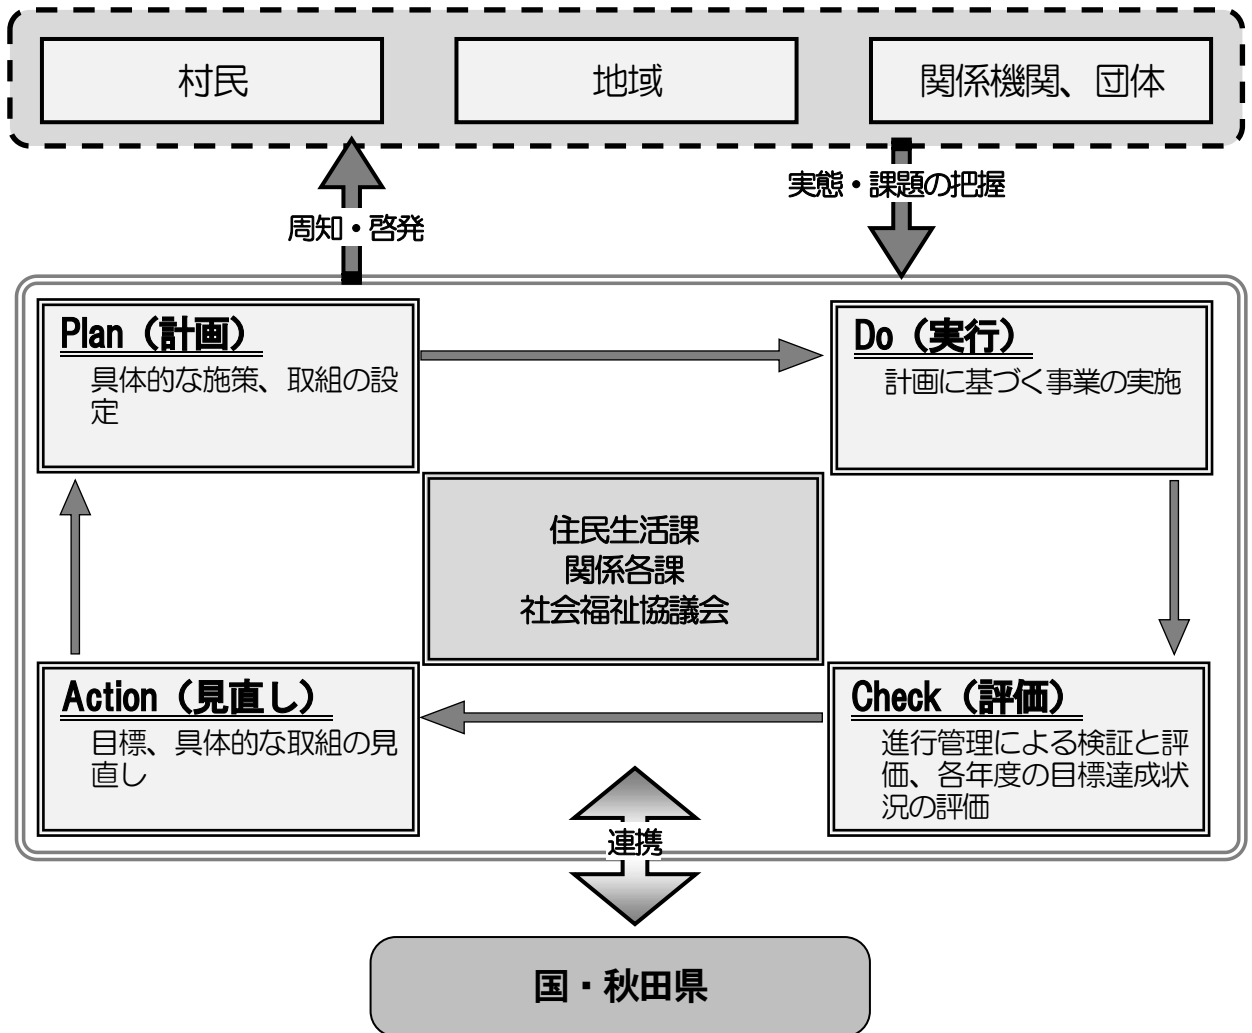 村民
地域
関係機関、団体
周知・啓発
実態・課題の把握
Plan（計画）
具体的な施策、取組の設
定
Do（実行）
計画に基づく事業の実施
住民生活課
関係各課
社会福祉協議会
Action（見直し）
目標、具体的な取組の見
直し
Check（評価）
進行管理による検証と評
価、各年度の目標達成状
況の評価
連携
国・秋田県